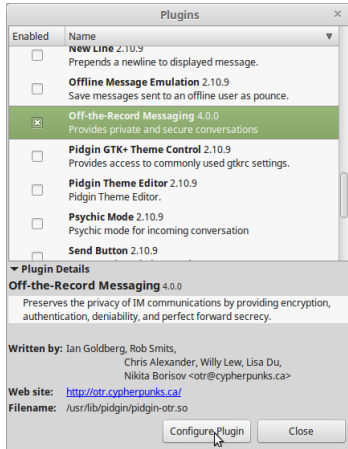 Plugins
Enabled Name
New Line 2.10.9
Prepends a newline to displayed message.
Offline Message Emulation 2.10.9
Save messages sent to an offline user as pounce.
Off-the-Record Messaging 4.0.0
Provides private and secure conversations
Pidgin GTK+ Theme Control 2.10.9
Provides access to commonly used gtkrc settings.
Pidgin Theme Editor 2.10.9
Pidgin Theme Editor.
Psychic Mode 2.10.9
Psychic mode for incoming conversation
Send Button 2.10.9
Plugin Details
Off-the-Record Messaging 4.0.0
Preserves the privacy of IM communications by providing encryption,
authentication, deniability, and perfect forward secrecy.
Written by: Ian Goldberg, Rob Smits,
Chris Alexander, Willy Lew, Lisa Du,
Nikita Borisov <otr@cypherpunks.ca>
Web site: http://otr.cypherpunks.ca/
Filename: /usr/lib/pidgin/pidgin-otr.so
Configure Plugin Close